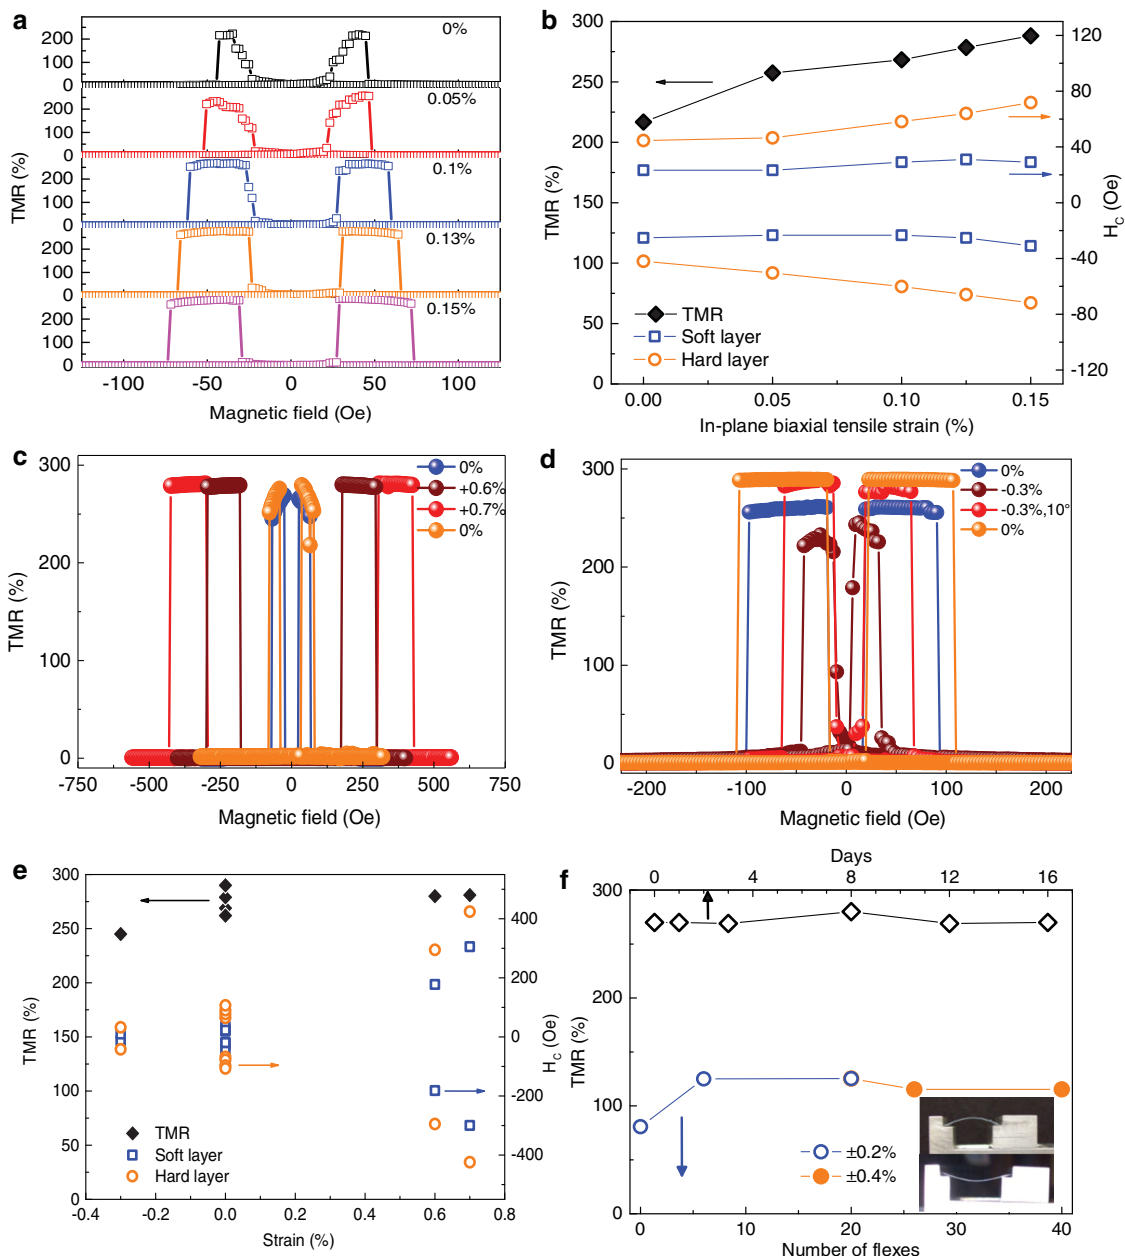 a
0%
0.05%
0.1%
0.13%
0.15%
200
100
0
200
100
0
200
100
0
200
100
0
200
100
0
TMR (%)
-100 -50 0 50 100
Magnetic field (Oe)
b
300
250
200
150
100
50
0
TMR (%)
120
80
40
0
-40
-80
-120
H_C (Oe)
TMR
Soft layer
Hard layer
0.00 0.05 0.10 0.15
In-plane biaxial tensile strain (%)
c
300
200
100
0
TMR (%)
0%
+0.6%
+0.7%
0%
-750 -500 -250 0 250 500 750
Magnetic field (Oe)
d
300
200
100
0
TMR (%)
0%
-0.3%
-0.3%,10°
0%
-200 -100 0 100 200
Magnetic field (Oe)
e
300
250
200
150
100
50
0
TMR (%)
400
200
0
-200
-400
H_C (Oe)
TMR
Soft layer
Hard layer
-0.4 -0.2 0.0 0.2 0.4 0.6 0.8
Strain (%)
f
Days
0 4 8 12 16
300
200
100
0
TMR (%)
±0.2%
±0.4%
0 10 20 30 40
Number of flexes